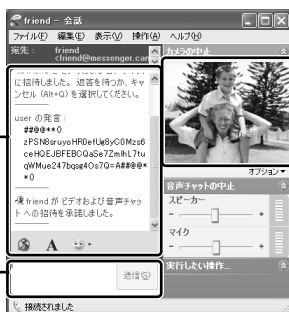 friend - 会話
ファイル(F) 編集(E) 表示(V) 操作(A) ヘルプ(H)
宛先： friend
<friend@messenger.can
カメラの中止
に招待しました。 返答を待つか、キャ
ンセル (Alt+Q) を選択してください。
user の発言：
##@@**0
zPSN8sruyoHR0efUg8yC0Mzs6
ceHQEJBFEBCQaSe7ZmlhL7tu
qWMue247bqsg4Os7Q=A##@@*
*0
friend が ビデオおよび音声チャッ
ト への招待を承諾しました。
オプション
音声チャットの中止
スピーカー
- +
マイク
- +
A
送信(S)
実行したい操作...
接続されました